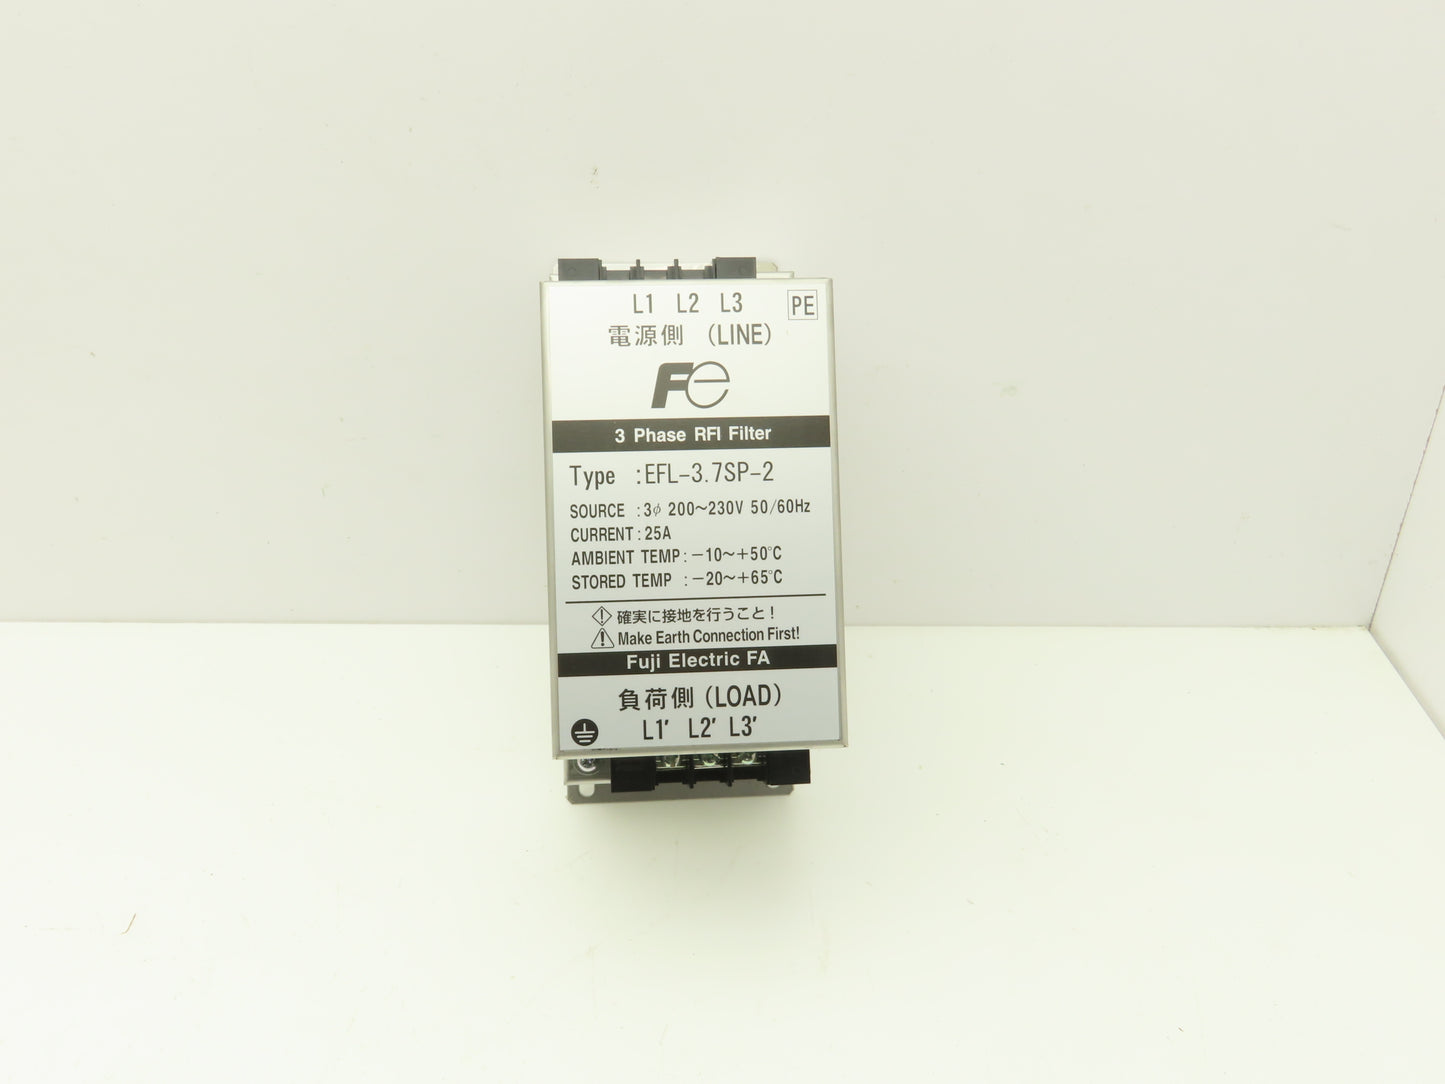 L1 L2 L3 PE
電源側 (LINE)
Fe
3 Phase RFI Filter
Type :EFL-3.7SP-2
SOURCE :3φ 200～230V 50/60Hz
CURRENT:25A
AMBIENT TEMP:-10～+50°C
STORED TEMP :-20～+65°C
確実に接地を行うこと!
Make Earth Connection First!
Fuji Electric FA
負荷側 (LOAD)
L1' L2' L3'